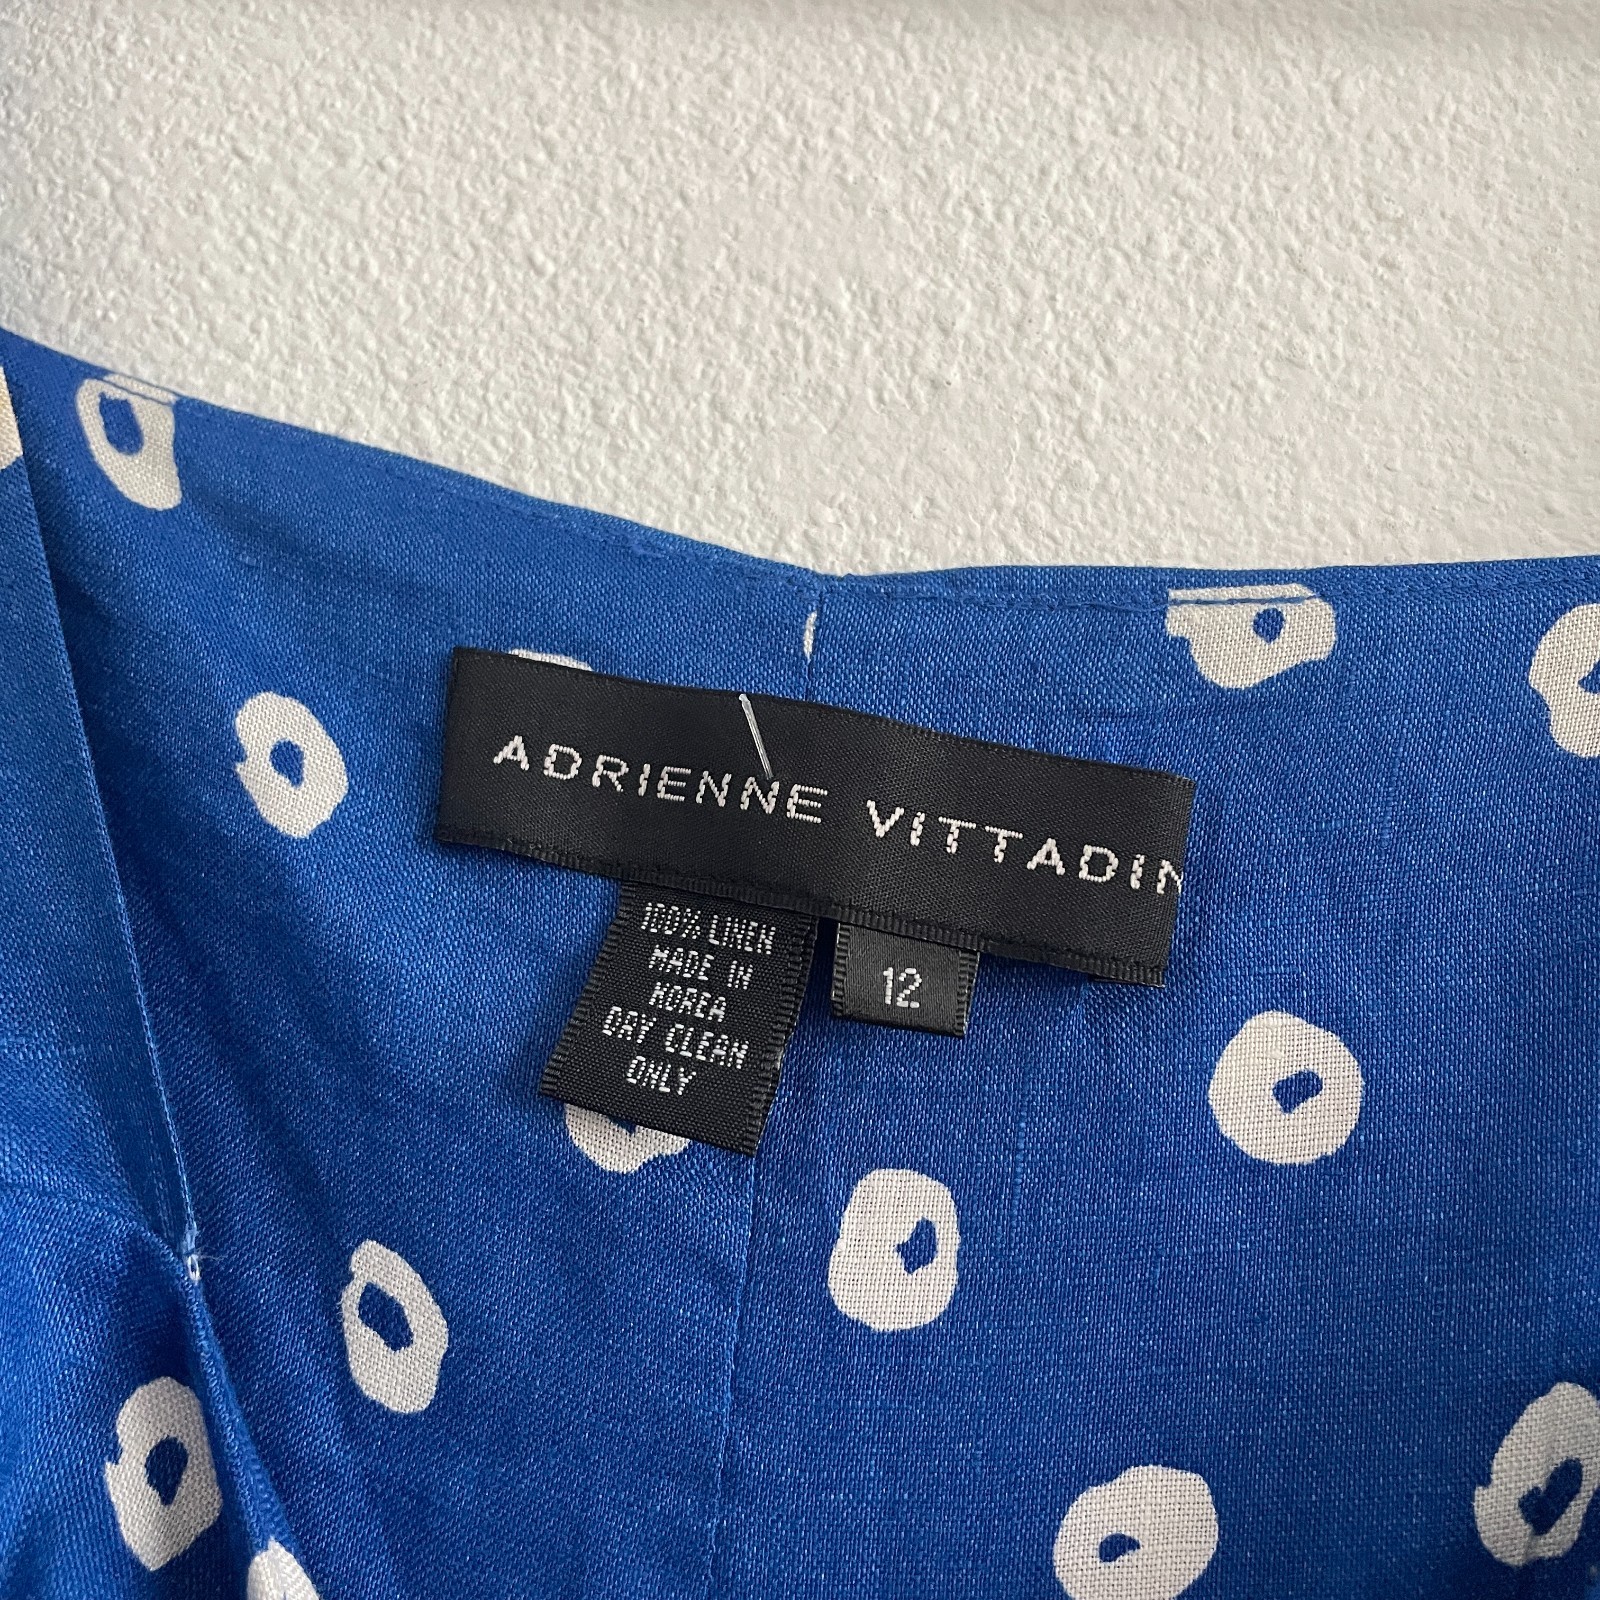 ADRIENNE VITTADIN
100% LINEN
MADE IN
KOREA
DRY CLEAN
ONLY
12